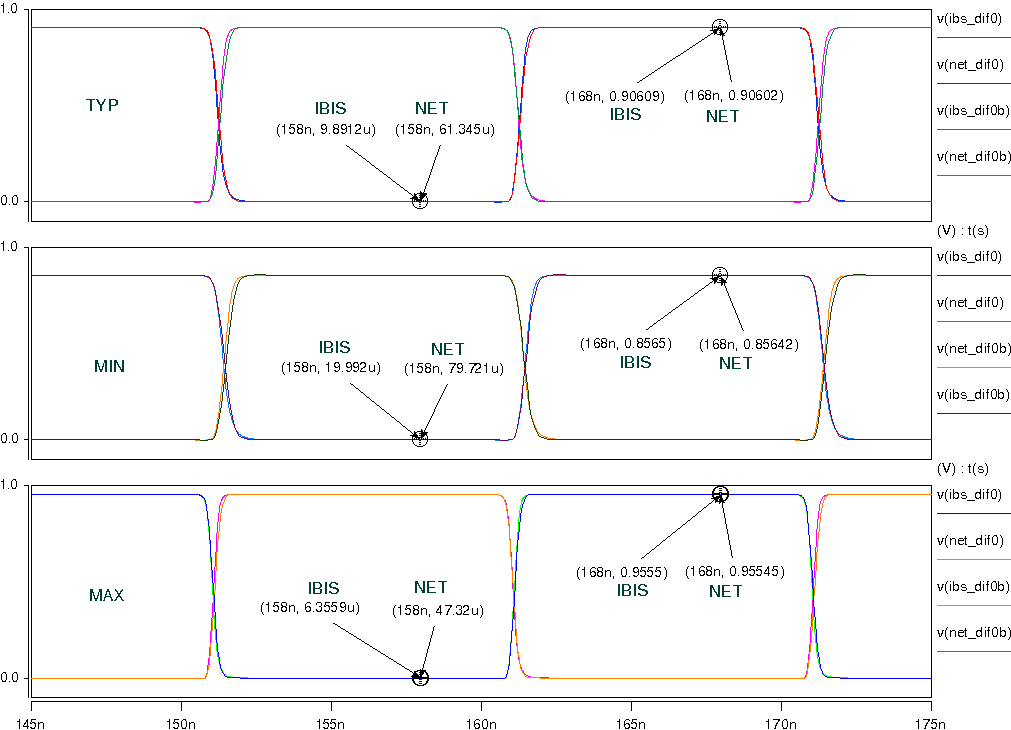 1.0
v(ibs_dif0)
v(net_dif0)
TYP
IBIS
NET
(158n, 9.8912u)
(158n, 61.345u)
(168n, 0.90609)
(168n, 0.90602)
IBIS
NET
v(ibs_dif0b)
v(net_dif0b)
0.0
(V) : t(s)
1.0
v(ibs_dif0)
v(net_dif0)
MIN
IBIS
NET
(158n, 19.992u)
(158n, 79.721u)
(168n, 0.8565)
(168n, 0.85642)
IBIS
NET
v(net_dif0b)
v(ibs_dif0b)
0.0
(V) : t(s)
1.0
v(ibs_dif0)
v(net_dif0)
MAX
IBIS
NET
(158n, 6.3559u)
(158n, 47.32u)
(168n, 0.9555)
(168n, 0.95545)
IBIS
NET
v(ibs_dif0b)
v(net_dif0b)
0.0
145n 150n 155n 160n 165n 170n 175n